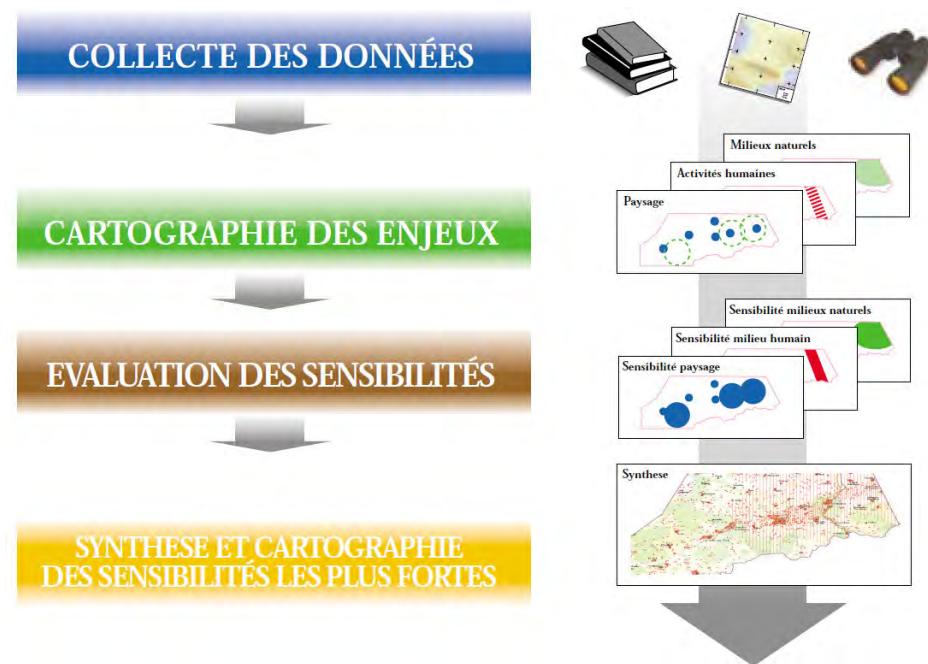 COLLECTE DES DONNÉES
Milieux naturels
Activités humaines
Paysage
CARTOGRAPHIE DES ENJEUX
Sensibilité milieux naturels
Sensibilité milieu humain
Sensibilité paysage
EVALUATION DES SENSIBILITÉS
Synthese
SYNTHESE ET CARTOGRAPHIE
DES SENSIBILITÉS LES PLUS FORTES